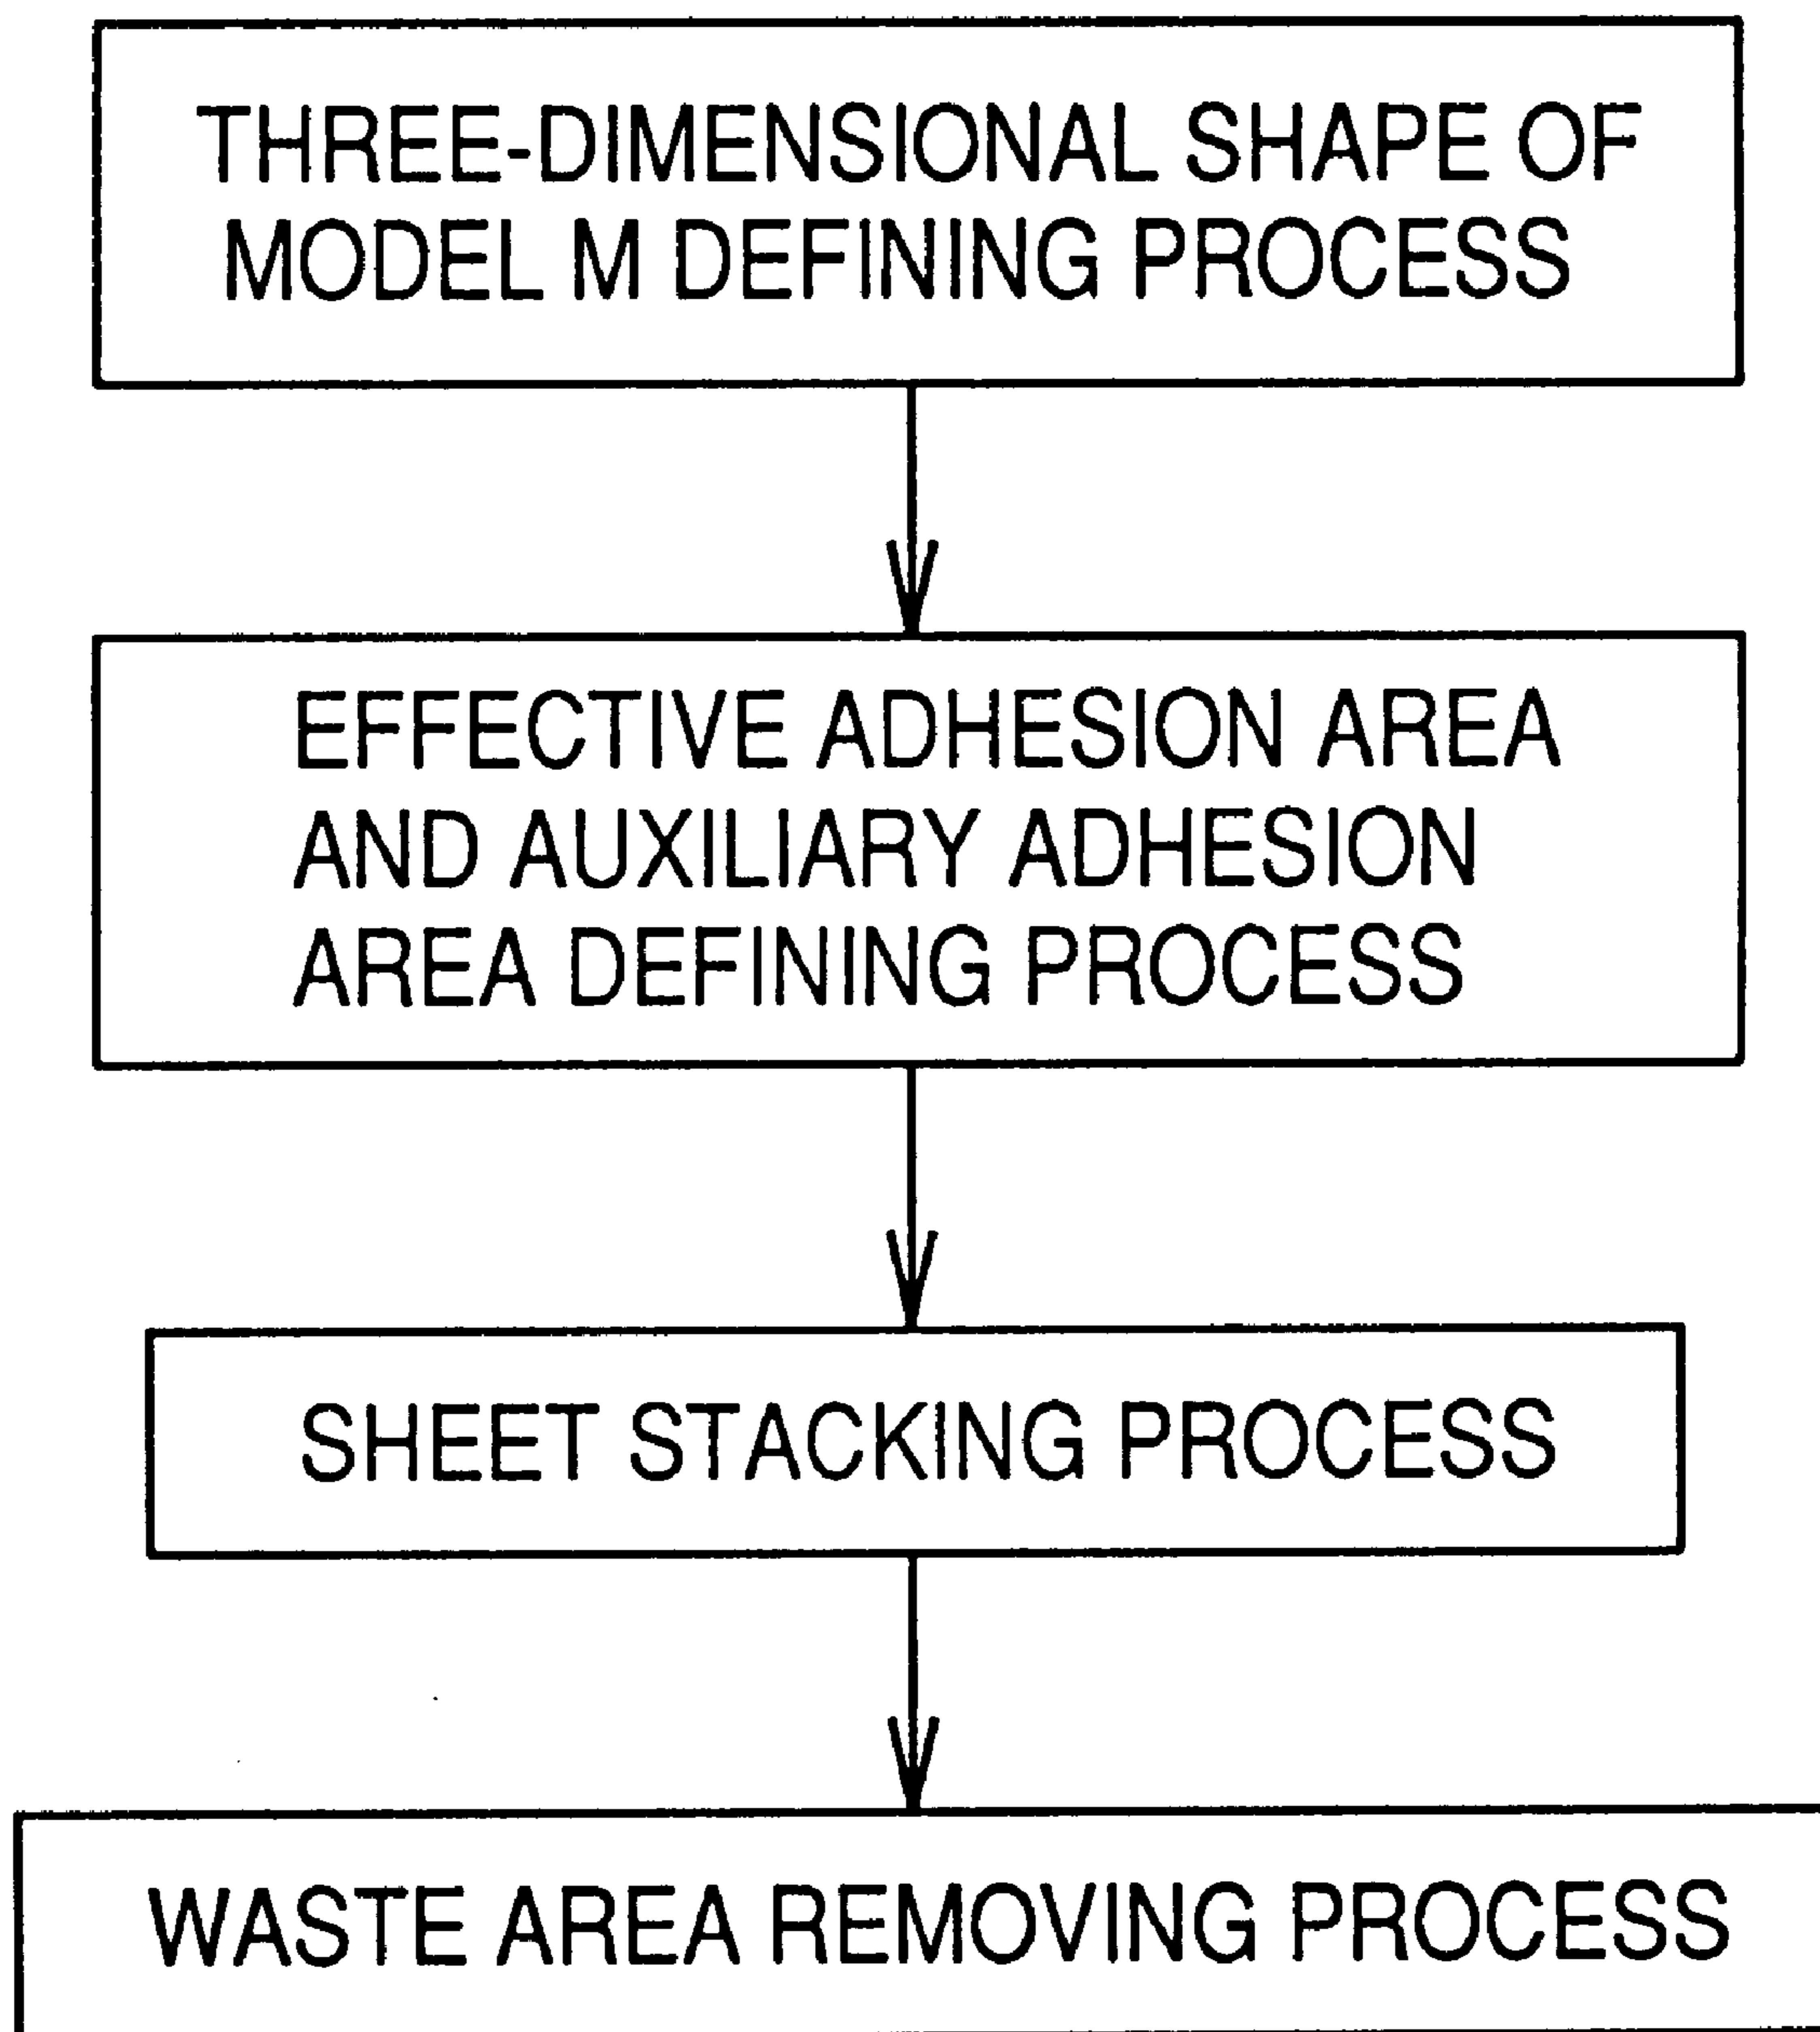 THREE-DIMENSIONAL SHAPE OF
MODEL M DEFINING PROCESS
EFFECTIVE ADHESION AREA
AND AUXILIARY ADHESION
AREA DEFINING PROCESS
SHEET STACKING PROCESS
WASTE AREA REMOVING PROCESS